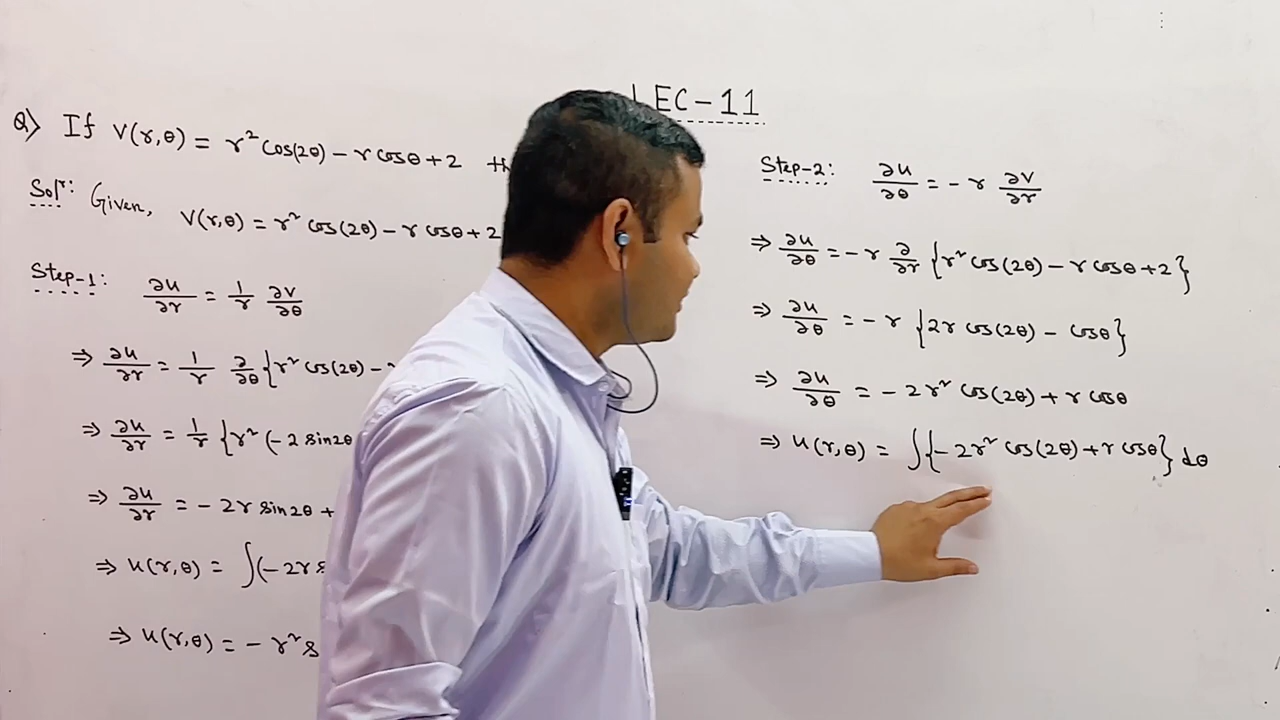 LEC-11
Q) If V(r,θ) = r² cos(2θ) - r cosθ + 2
Solⁿ: Given, V(r,θ) = r² cos(2θ) - r cosθ + 2
Step-1: ∂u/∂r = 1/r ∂v/∂θ
⇒ ∂u/∂r = 1/r ∂/∂θ {r² cos(2θ) -
⇒ ∂u/∂r = 1/r {r² (-2 sin2θ
⇒ ∂u/∂r = - 2r sin2θ +
⇒ u(r,θ) = ∫(-2r
⇒ u(r,θ) = - r²
Step-2: ∂u/∂θ = - r ∂v/∂r
⇒ ∂u/∂θ = - r ∂/∂r {r² cos(2θ) - r cosθ + 2}
⇒ ∂u/∂θ = - r {2r cos(2θ) - cosθ}
⇒ ∂u/∂θ = - 2r² cos(2θ) + r cosθ
⇒ u(r,θ) = ∫{-2r² cos(2θ) + r cosθ} dθ